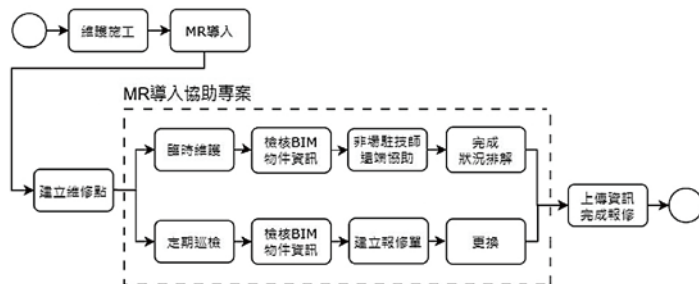 維護施工
MR導入
MR導入協助專案
建立維修點
臨時維護
檢核BIM
物件資訊
非場駐技師
遠端協助
完成
狀況排解
定期巡檢
檢核BIM
物件資訊
建立報修單
更換
上傳資訊
完成報修